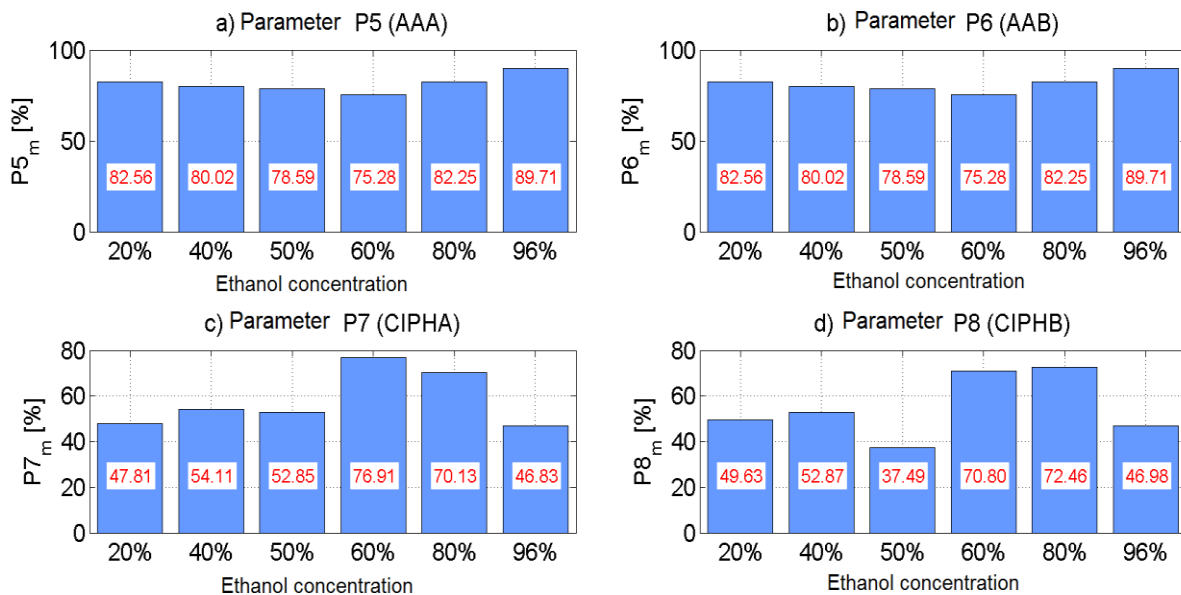 a) Parameter P5 (AAA)
P5m [%]
100
50
0
82.56 80.02 78.59 75.28 82.25 89.71
20% 40% 50% 60% 80% 96%
Ethanol concentration
b) Parameter P6 (AAB)
P6m [%]
100
50
0
82.56 80.02 78.59 75.28 82.25 89.71
20% 40% 50% 60% 80% 96%
Ethanol concentration
c) Parameter P7 (CIPHA)
P7m [%]
80
60
40
20
0
47.81 54.11 52.85 76.91 70.13 46.83
20% 40% 50% 60% 80% 96%
Ethanol concentration
d) Parameter P8 (CIPHB)
P8m [%]
80
60
40
20
0
49.63 52.87 37.49 70.80 72.46 46.98
20% 40% 50% 60% 80% 96%
Ethanol concentration